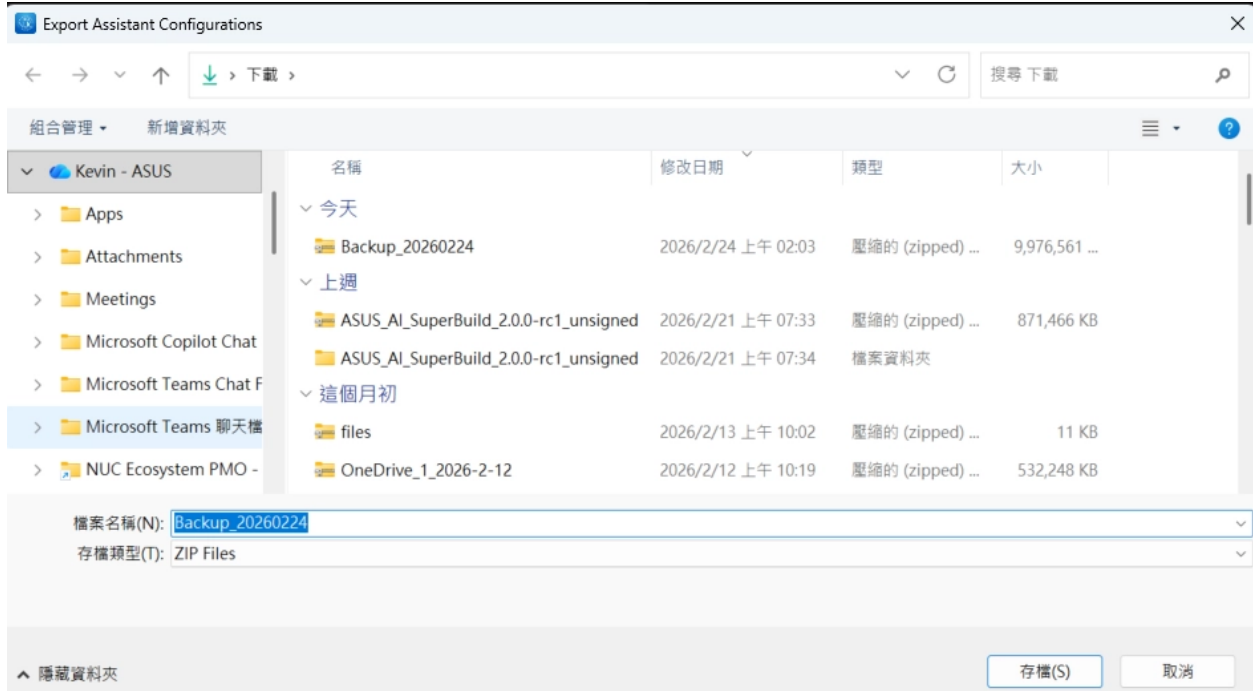 Export Assistant Configurations
下載
搜尋 下載
組合管理 新增資料夾
Kevin - ASUS
Apps
Attachments
Meetings
Microsoft Copilot Chat
Microsoft Teams Chat F
Microsoft Teams 聊天檔
NUC Ecosystem PMO -
名稱 修改日期 類型 大小
今天
Backup_20260224 2026/2/24 上午 02:03 壓縮的 (zipped) ... 9,976,561 ...
上週
ASUS_AI_SuperBuild_2.0.0-rc1_unsigned 2026/2/21 上午 07:33 壓縮的 (zipped) ... 871,466 KB
ASUS_AI_SuperBuild_2.0.0-rc1_unsigned 2026/2/21 上午 07:34 檔案資料夾
這個月初
files 2026/2/13 上午 10:02 壓縮的 (zipped) ... 11 KB
OneDrive_1_2026-2-12 2026/2/12 上午 10:19 壓縮的 (zipped) ... 532,248 KB
檔案名稱(N): Backup_20260224
存檔類型(T): ZIP Files
隱藏資料夾 存檔(S) 取消